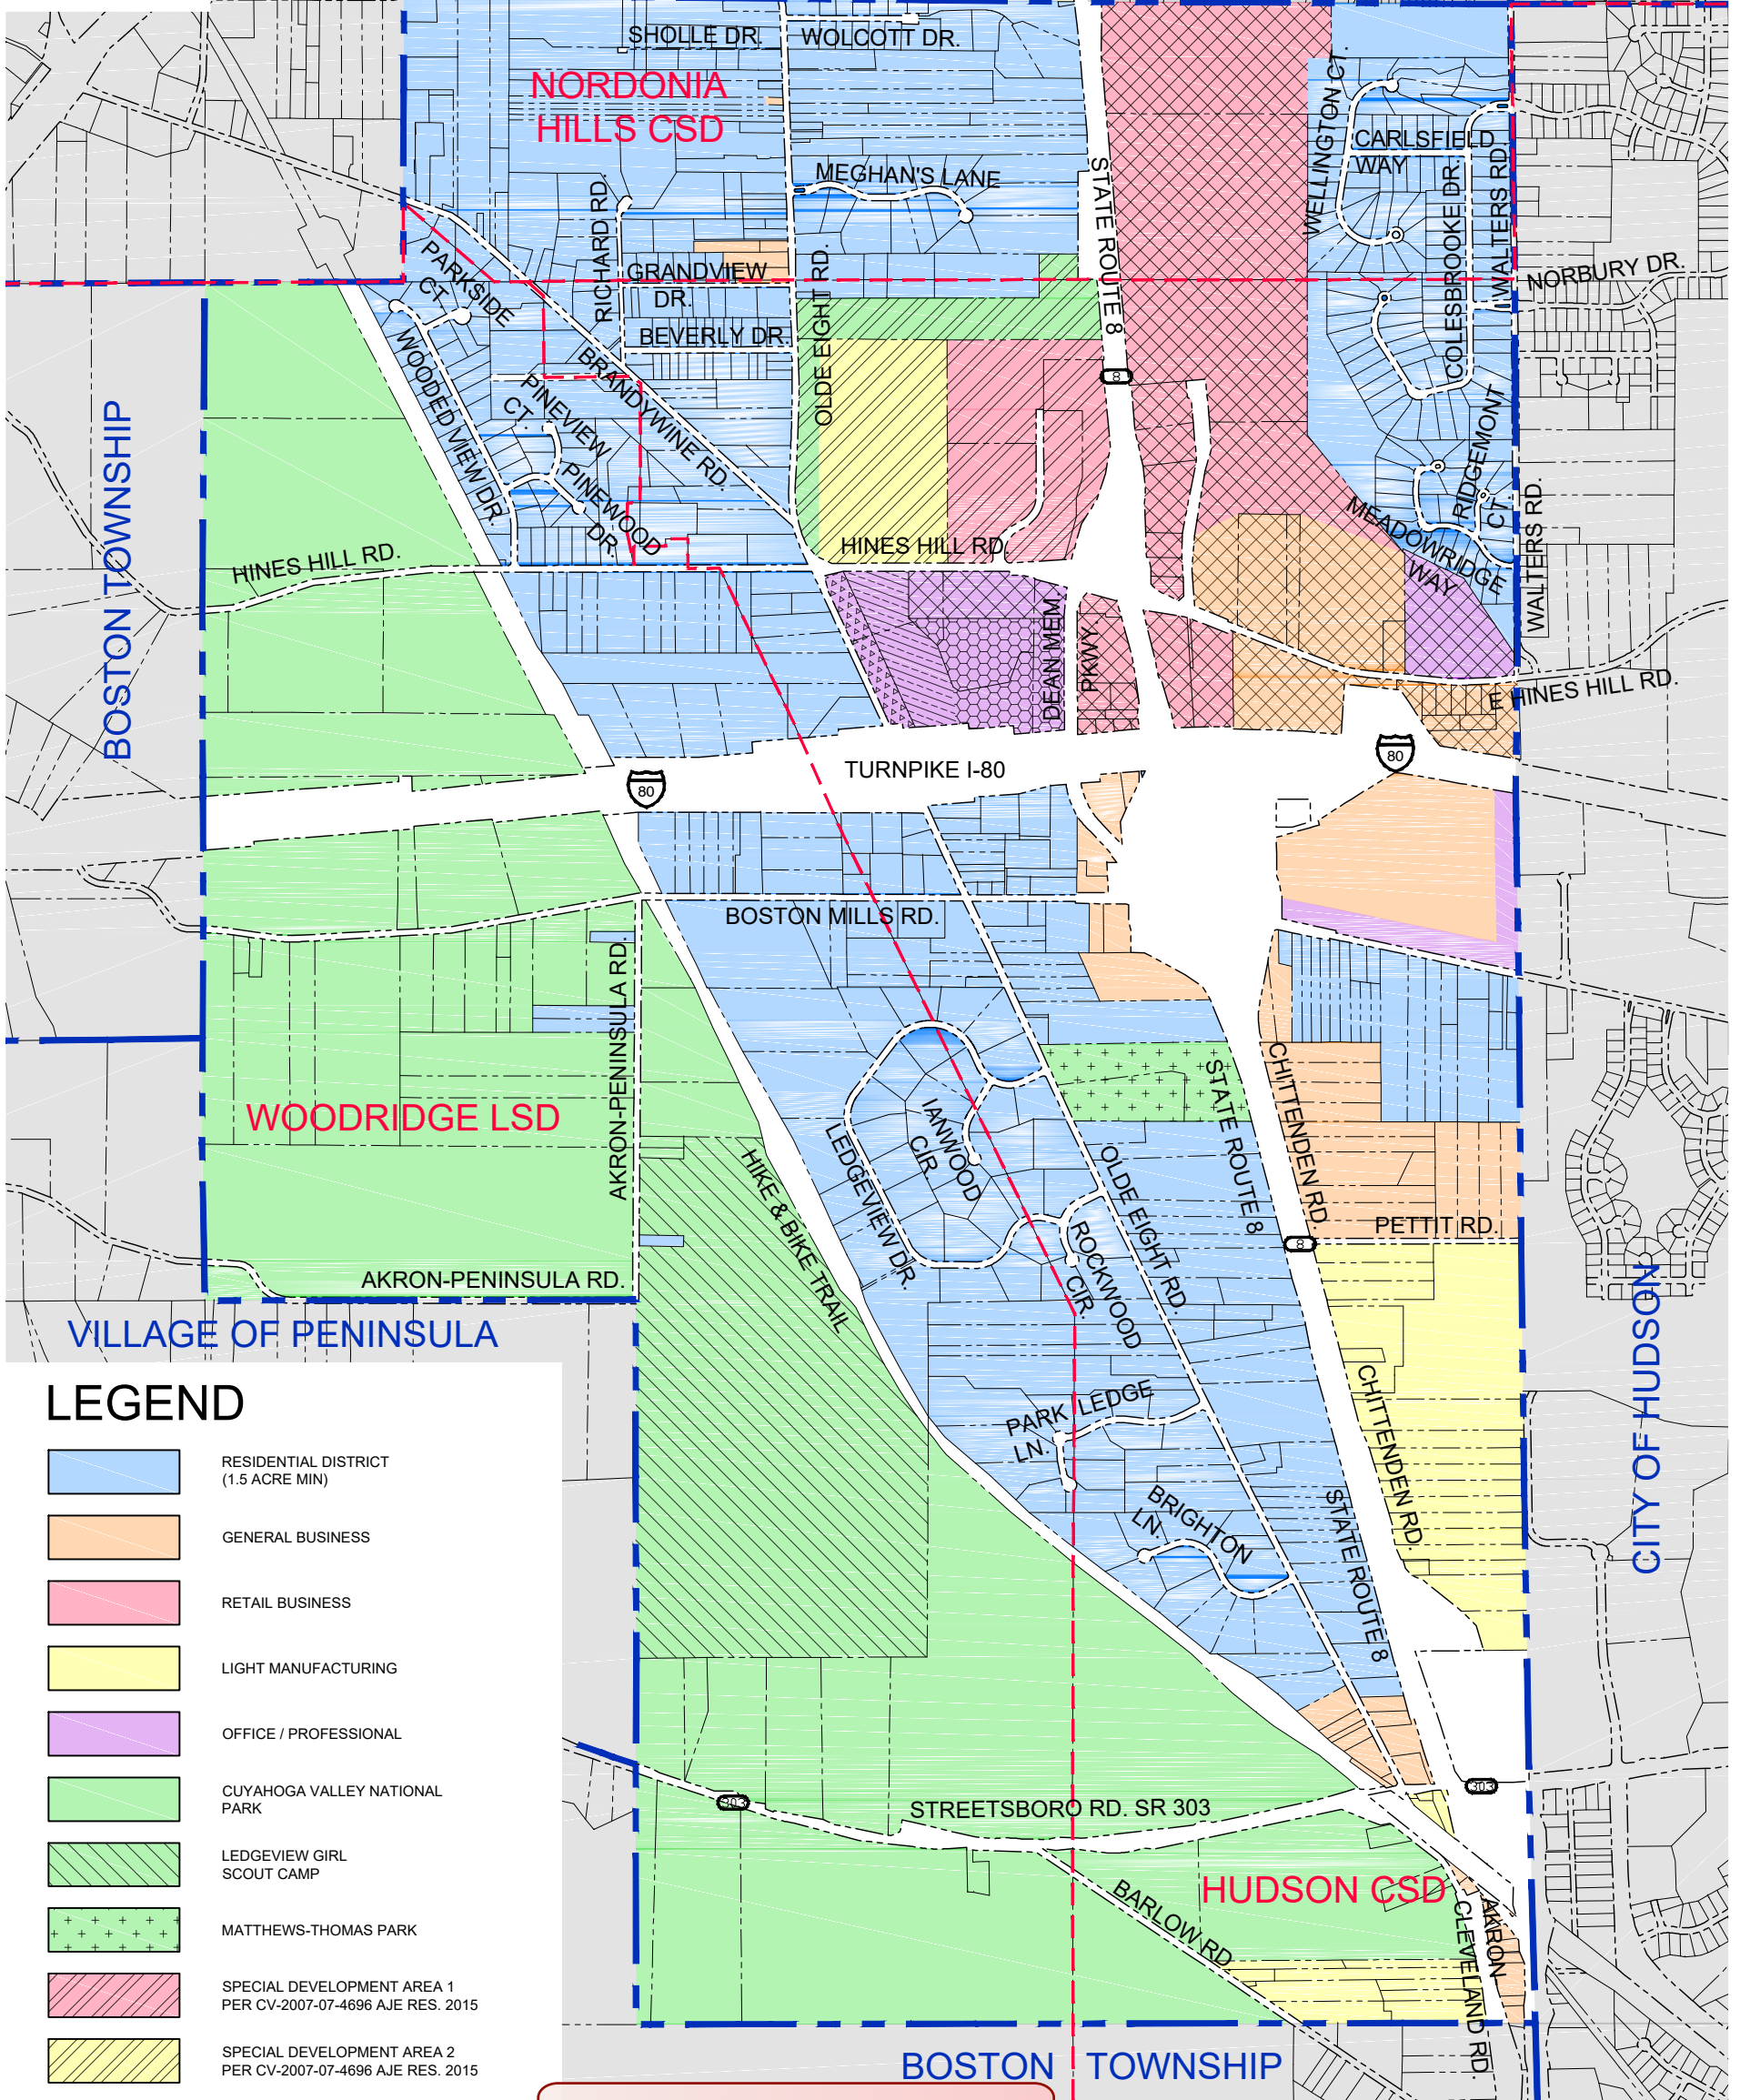 SHOLLE DR.
WOLCOTT DR.
NORDONIA
HILLS CSD
WELLINGTON CT.
CARLSFIELD
WAY
MEGHAN'S LANE
STATE ROUTE 8
RICHARD RD.
COLESBROOKE DR.
WALTERS RD.
PARKSIDE
CT.
GRANDVIEW
DR.
OLDE EIGHT RD.
NORBURY DR.
BEVERLY DR.
WOODED VIEW DR.
BRANDYWINE RD.
PINEVIEW
CT.
8
RIDGEMONT
CT.
BOSTON TOWNSHIP
PINEWOOD
DR.
MEADOWRIDGE
WAY
WALTERS RD.
HINES HILL RD.
HINES HILL RD.
DEAN MEM.
PKWY.
E HINES HILL RD.
TURNPIKE I-80
80
80
BOSTON MILLS RD.
AKRON-PENINSULA RD.
WOODRIDGE LSD
IANWOOD
CIR.
LEDGEVIEW DR.
STATE ROUTE 8
CHITTENDEN RD.
HIKE & BIKE TRAIL
OLDE EIGHT RD.
ROCKWOOD
CIR.
PETTIT RD.
8
AKRON-PENINSULA RD.
VILLAGE OF PENINSULA
CITY OF HUDSON
PARK LEDGE
LN.
CHITTENDEN RD.
BRIGHTON
LN.
STATE ROUTE 8
LEGEND
RESIDENTIAL DISTRICT
(1.5 ACRE MIN)
GENERAL BUSINESS
RETAIL BUSINESS
LIGHT MANUFACTURING
OFFICE / PROFESSIONAL
CUYAHOGA VALLEY NATIONAL
PARK
LEDGEVIEW GIRL
SCOUT CAMP
MATTHEWS-THOMAS PARK
SPECIAL DEVELOPMENT AREA 1
PER CV-2007-07-4696 AJE RES. 2015
SPECIAL DEVELOPMENT AREA 2
PER CV-2007-07-4696 AJE RES. 2015
303
303
STREETSBORO RD. SR 303
HUDSON CSD
BARLOW RD
AKRON
CLEVELAND RD.
BOSTON TOWNSHIP